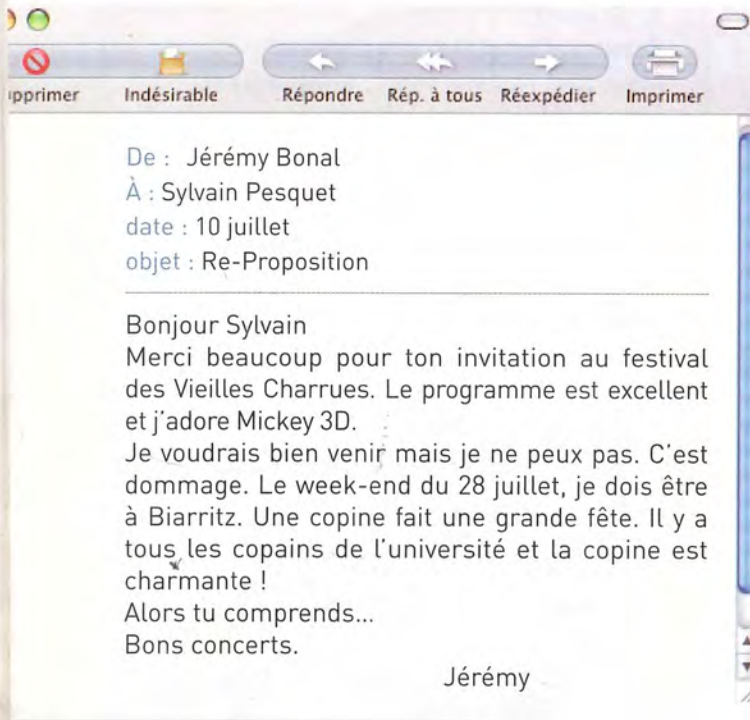 pprimer Indésirable Répondre Rép. à tous Réexpédier Imprimer
De : Jérémy Bonal
À : Sylvain Pesquet
date : 10 juillet
objet : Re-Proposition
Bonjour Sylvain
Merci beaucoup pour ton invitation au festival
des Vieilles Charrues. Le programme est excellent
et j'adore Mickey 3D.
Je voudrais bien venir mais je ne peux pas. C'est
dommage. Le week-end du 28 juillet, je dois être
à Biarritz. Une copine fait une grande fête. Il y a
tous les copains de l'université et la copine est
charmante !
Alors tu comprends...
Bons concerts.
Jérémy